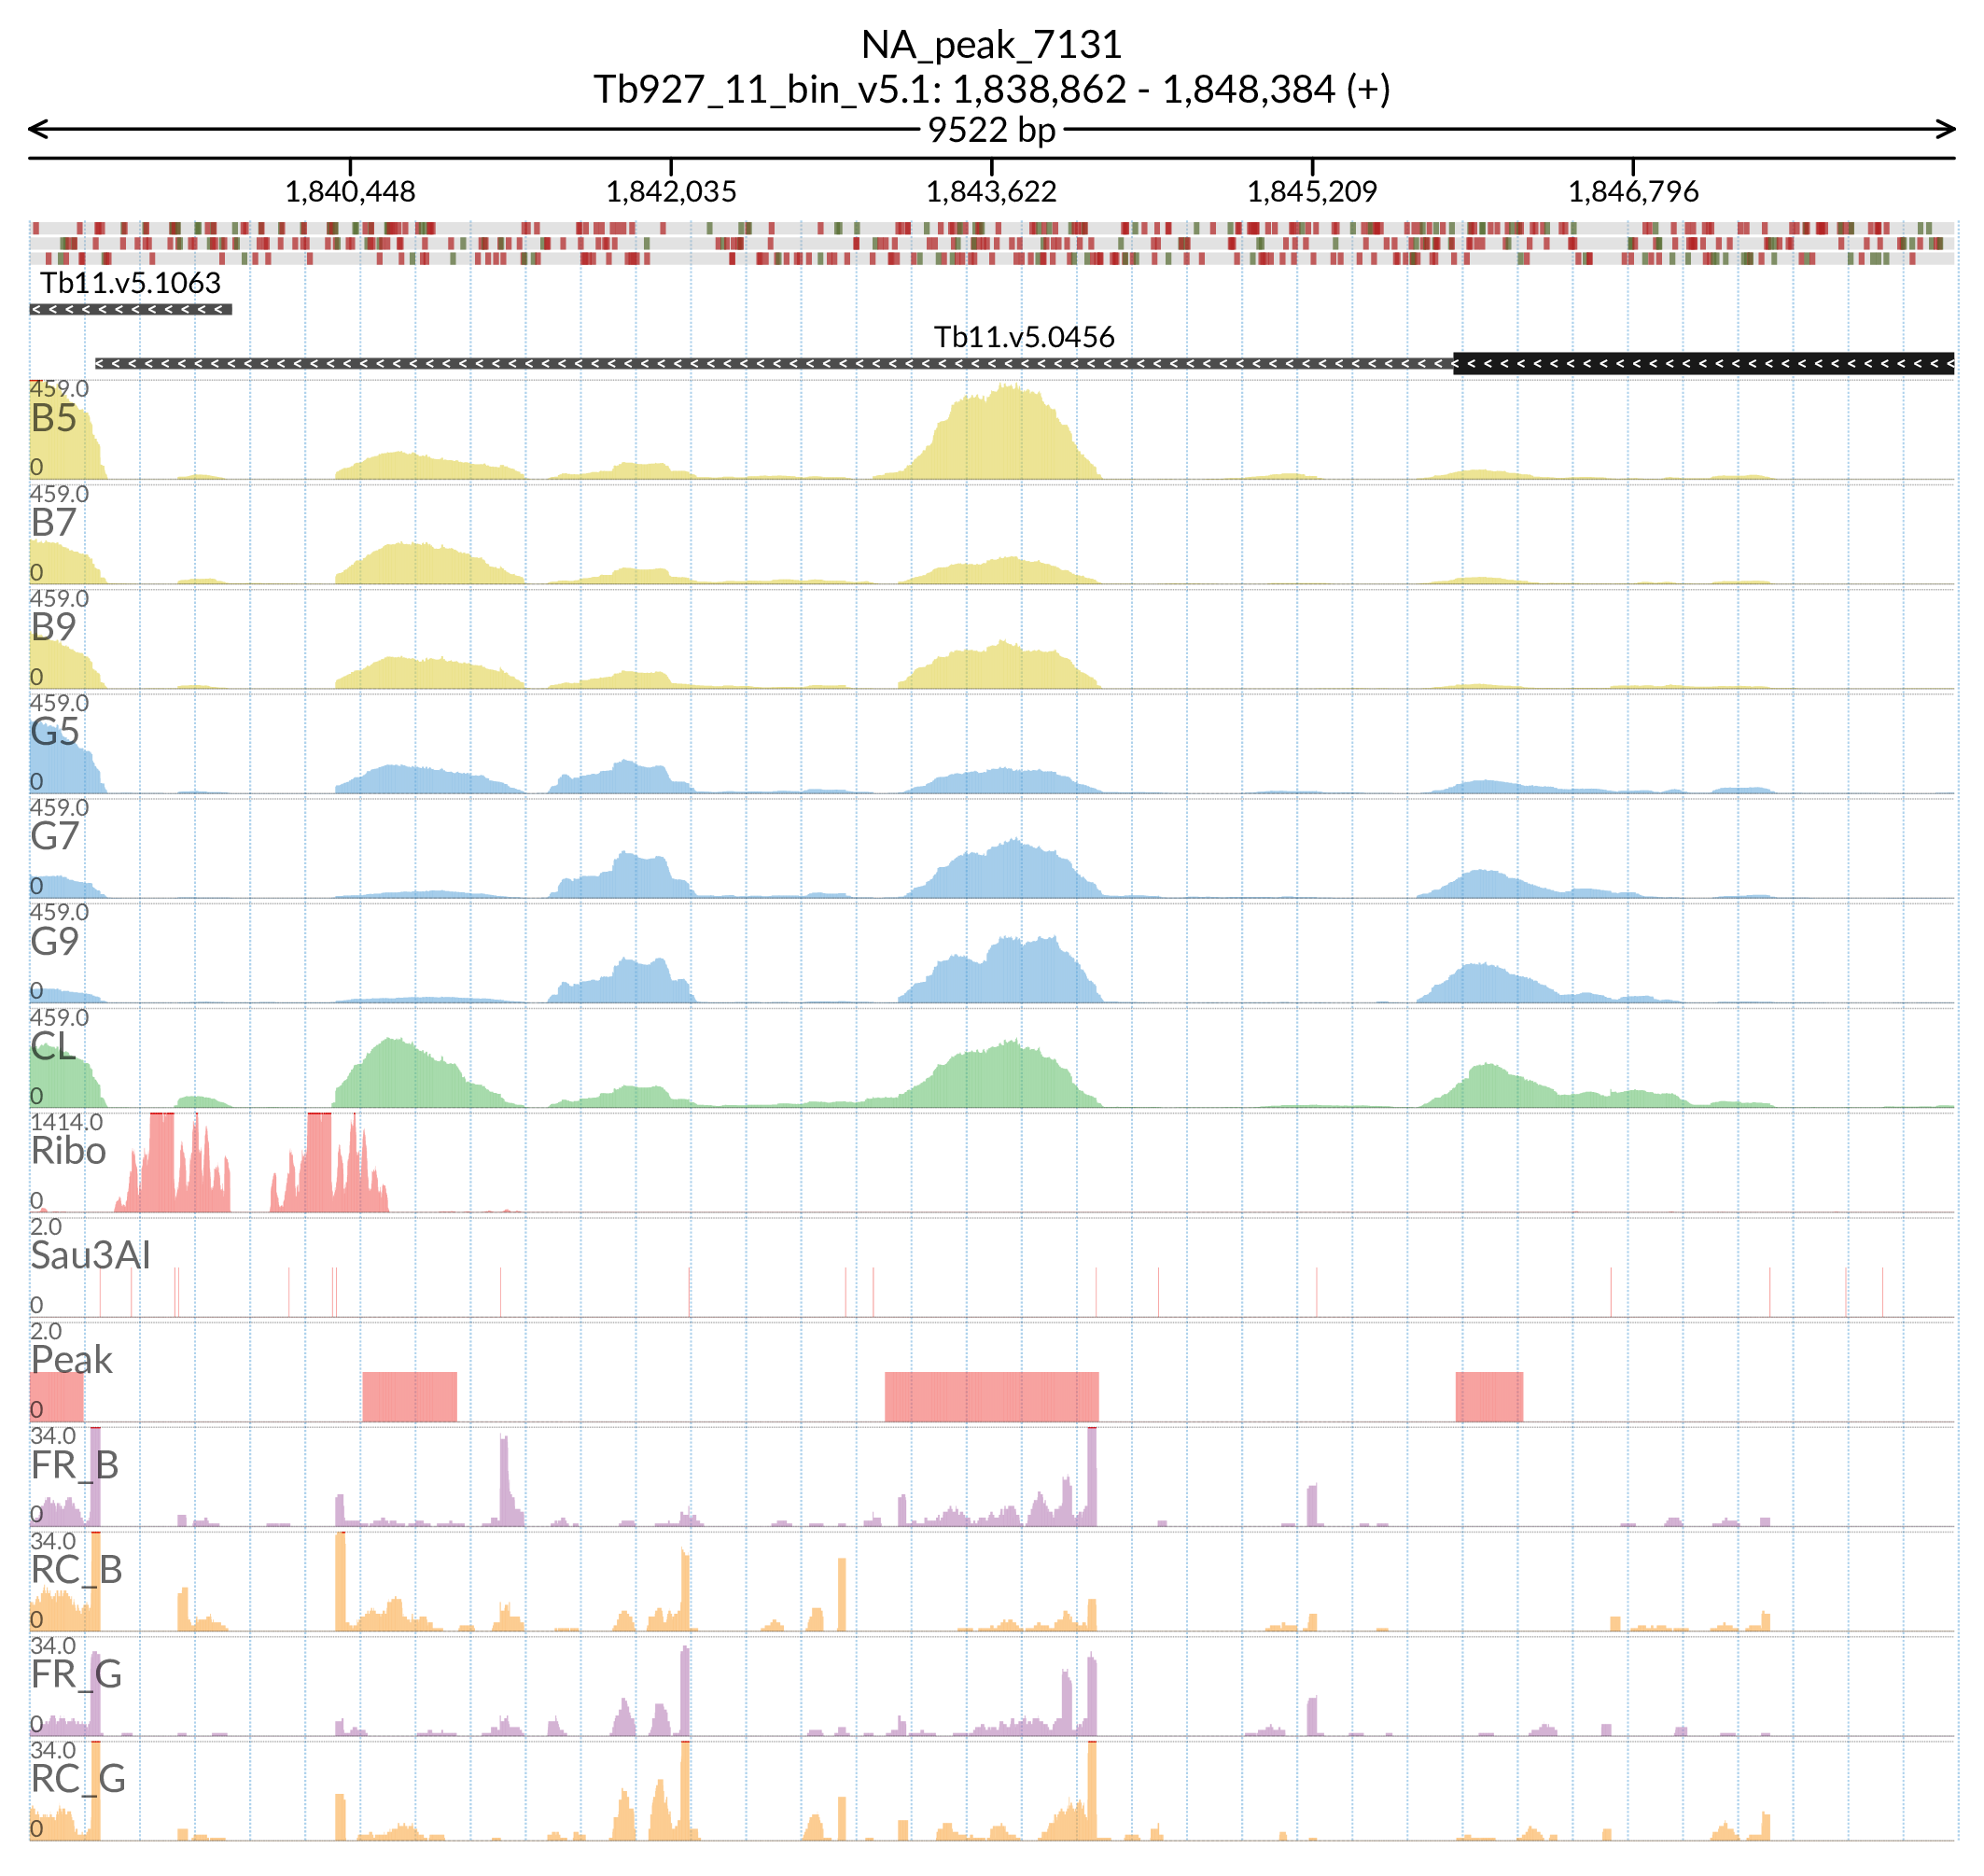 NA_peak_7131
Tb927_11_bin_v5.1: 1,838,862 - 1,848,384 (+)
9522 bp
1,840,448 1,842,035 1,843,622 1,845,209 1,846,796
Tb11.v5.1063
Tb11.v5.0456
459.0
B5
0
459.0
B7
0
459.0
B9
0
459.0
G5
0
459.0
G7
0
459.0
G9
0
459.0
CL
0
1414.0
Ribo
0
2.0
Sau3AI
0
2.0
Peak
0
34.0
FR_B
0
34.0
RC_B
0
34.0
FR_G
0
34.0
RC_G
0